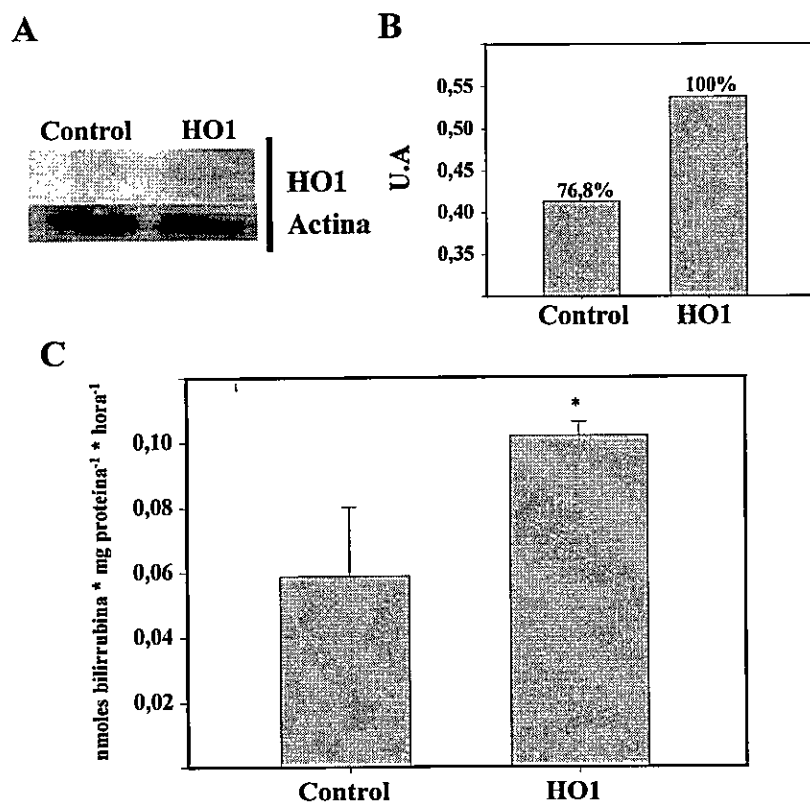 A
Control HO1
HO1
Actina
B
U.A
0,55
0,50
0,45
0,40
0,35
76,8%
100%
Control HO1
C
nmoles bilirrubina * mg proteina⁻¹ * hora⁻¹
0,10
0,08
0,06
0,04
0,02
*
Control HO1